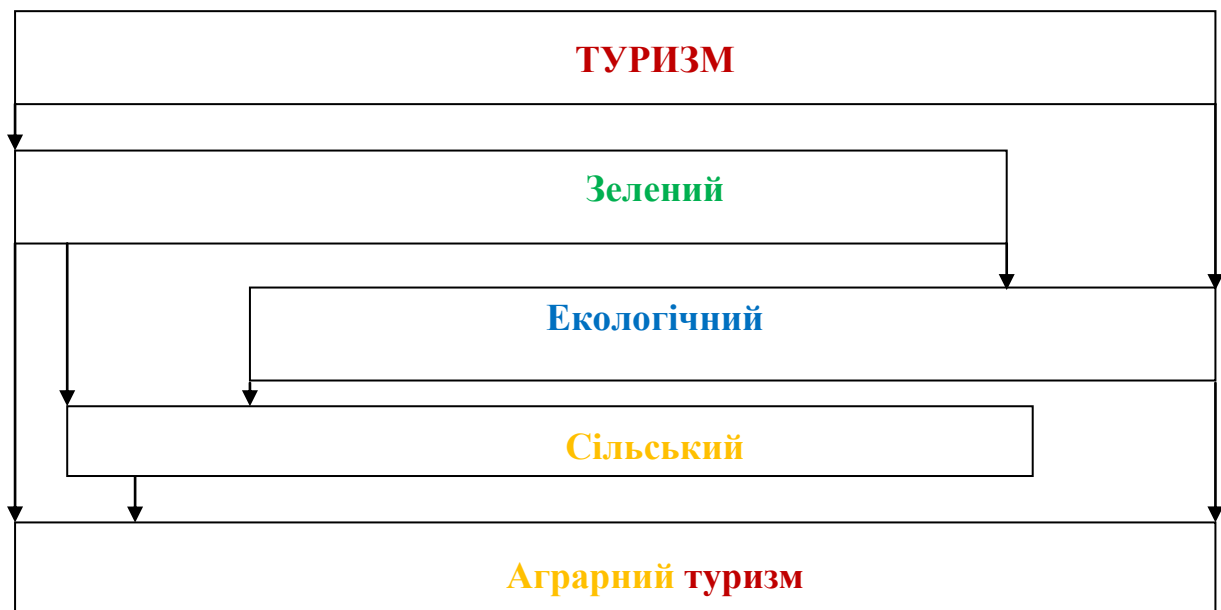 ТУРИЗМ
Зелений
Екологічний
Сільський
Аграрний туризм